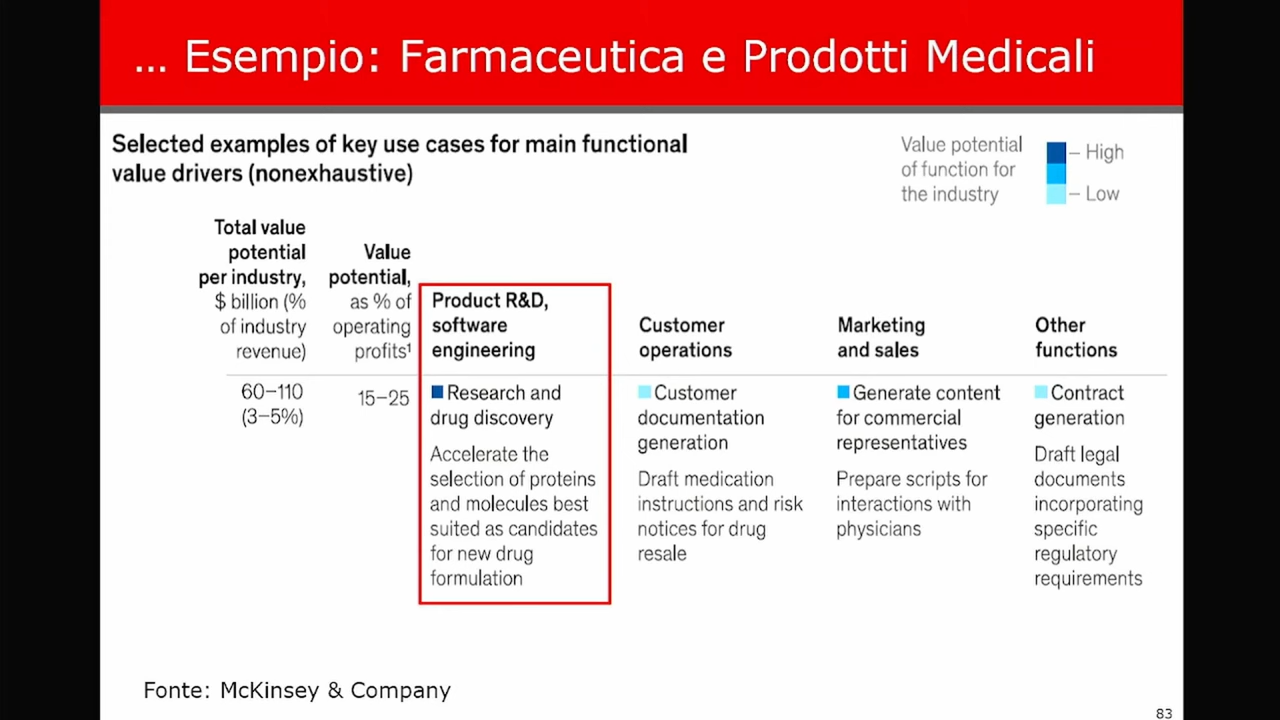 ... Esempio: Farmaceutica e Prodotti Medicali
Selected examples of key use cases for main functional
value drivers (nonexhaustive)
Value potential
of function for
the industry
– High
– Low
Total value
potential
per industry,
$ billion (%
of industry
revenue)
Value
potential,
as % of
operating
profits¹
Product R&D,
software
engineering
Customer
operations
Marketing
and sales
Other
functions
60–110
(3–5%)
15–25
Research and
drug discovery
Accelerate the
selection of proteins
and molecules best
suited as candidates
for new drug
formulation
Customer
documentation
generation
Draft medication
instructions and risk
notices for drug
resale
Generate content
for commercial
representatives
Prepare scripts for
interactions with
physicians
Contract
generation
Draft legal
documents
incorporating
specific
regulatory
requirements
Fonte: McKinsey & Company
83